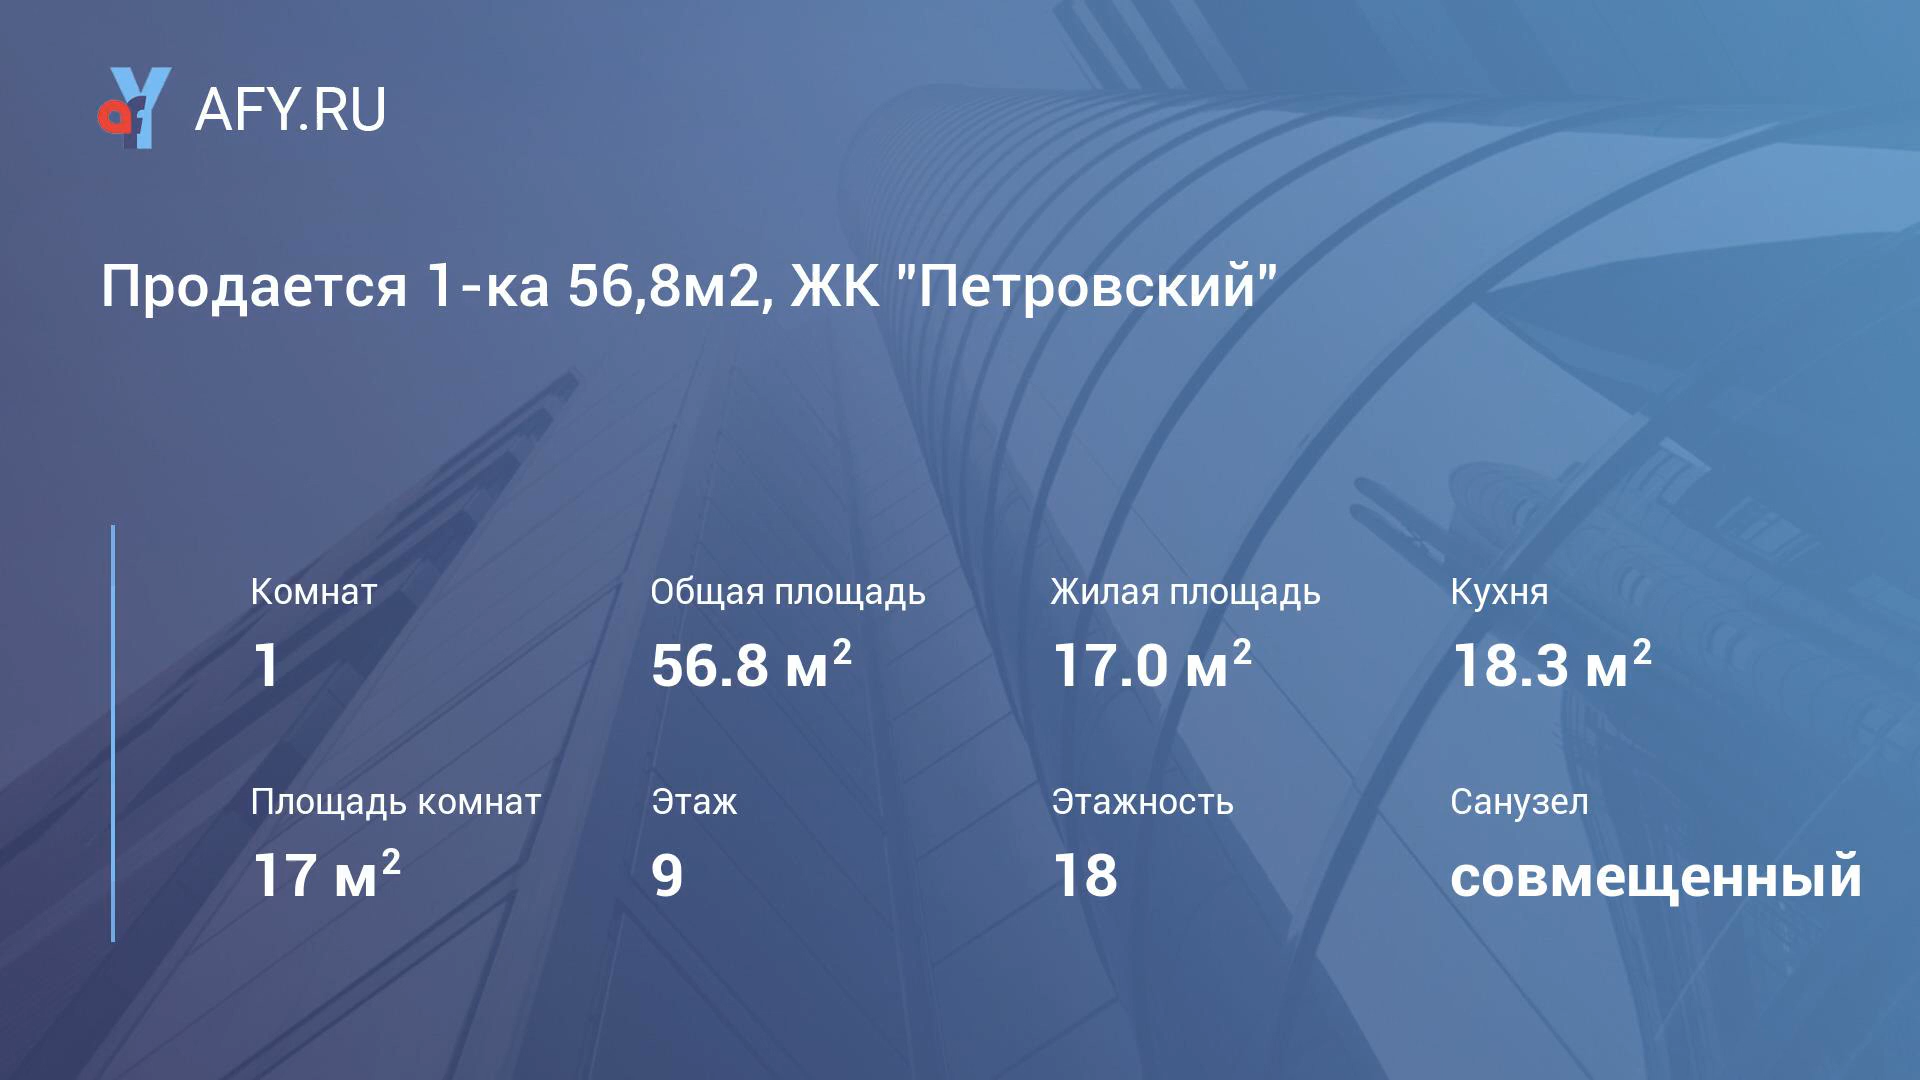 AFY.RU
Продается 1-ка 56,8м2, ЖК "Петровский"
Комнат
1
Общая площадь
56.8 м²
Жилая площадь
17.0 м²
Кухня
18.3 м²
Площадь комнат
17 м²
Этаж
9
Этажность
18
Санузел
совмещенный